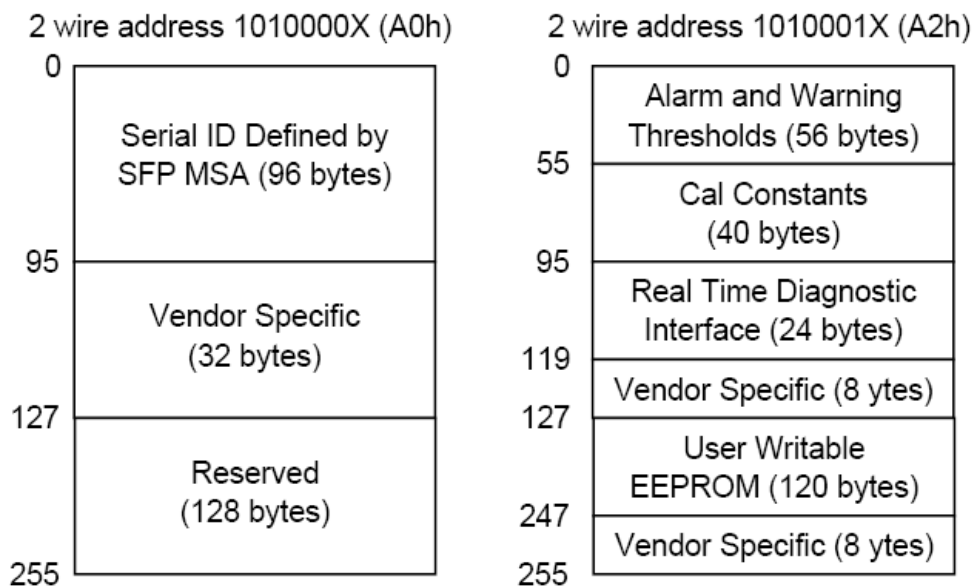 2 wire address 1010000X (A0h)
0
Serial ID Defined by
SFP MSA (96 bytes)
95
Vendor Specific
(32 bytes)
127
Reserved
(128 bytes)
255
2 wire address 1010001X (A2h)
0
Alarm and Warning
Thresholds (56 bytes)
55
Cal Constants
(40 bytes)
95
Real Time Diagnostic
Interface (24 bytes)
119
Vendor Specific (8 ytes)
127
User Writable
EEPROM (120 bytes)
247
Vendor Specific (8 ytes)
255